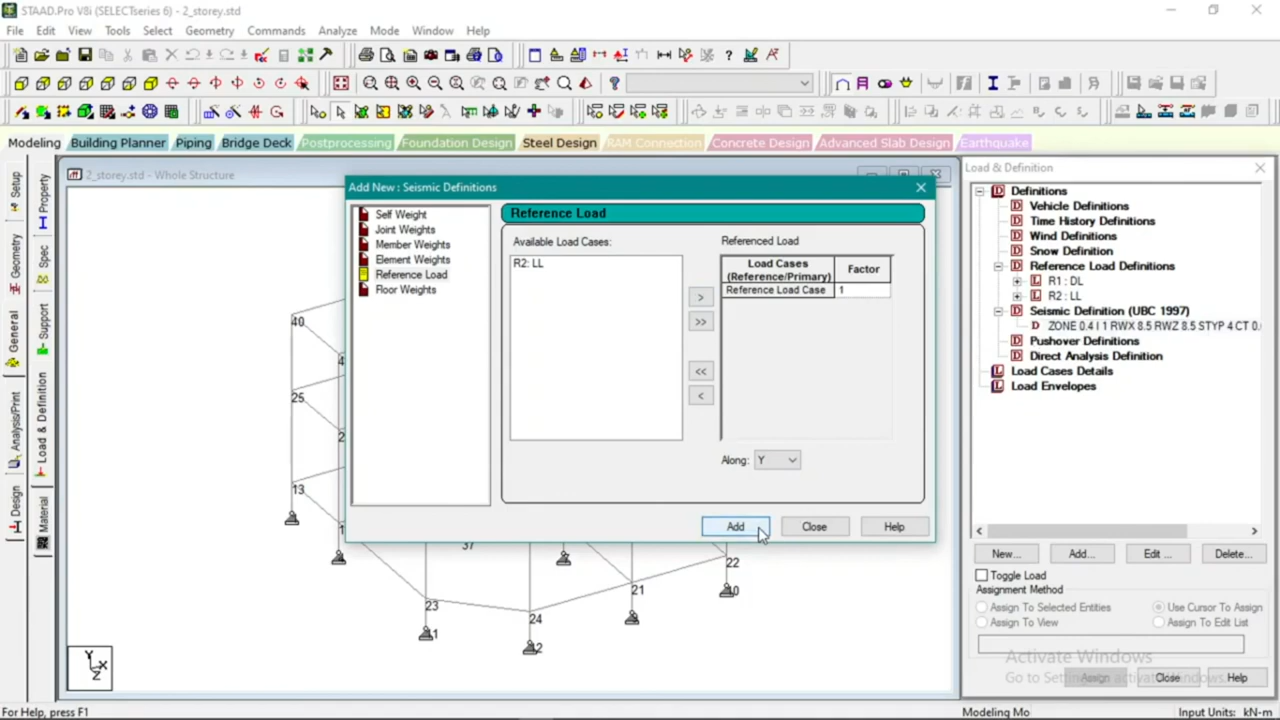 STAAD.Pro V8i (SELECTseries 6) - 2_storey.std
File Edit View Tools Select Geometry Commands Analyze Mode Window Help
Modeling Building Planner Piping Bridge Deck Postprocessing Foundation Design Steel Design RAM Connection Concrete Design Advanced Slab Design Earthquake
Setup
Geometry
General
Analysis/Print
Design
Property
Spec
Support
Load & Definition
Material
2_storey.std - Whole Structure
40
25
13
37
23
24
21
22
Y
X
Z
Add New : Seismic Definitions
Self Weight
Joint Weights
Member Weights
Element Weights
Reference Load
Floor Weights
Reference Load
Available Load Cases:
R2: LL
>
>>
<<
<
Referenced Load
Load Cases (Reference/Primary) Factor
Reference Load Case 1
Along: Y
Add Close Help
Load & Definition
Definitions
Vehicle Definitions
Time History Definitions
Wind Definitions
Snow Definition
Reference Load Definitions
R1 : DL
R2 : LL
Seismic Definition (UBC 1997)
ZONE 0.4 I 1 RWX 8.5 RWZ 8.5 STYP 4 CT 0.
Pushover Definitions
Direct Analysis Definition
Load Cases Details
Load Envelopes
New... Add... Edit ... Delete...
Toggle Load
Assignment Method
Assign To Selected Entities Use Cursor To Assign
Assign To View Assign To Edit List
Activate Windows
Assign Close Help
For Help, press F1
Modeling Mo Input Units: kN-m